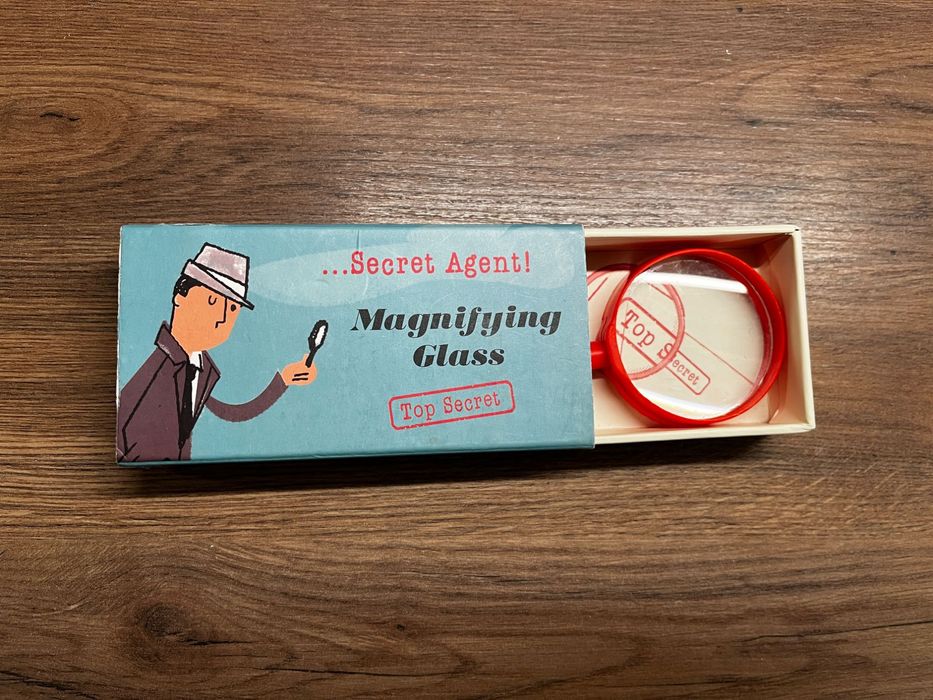 ...Secret Agent!
Magnifying
Glass
Top Secret
Top Secret